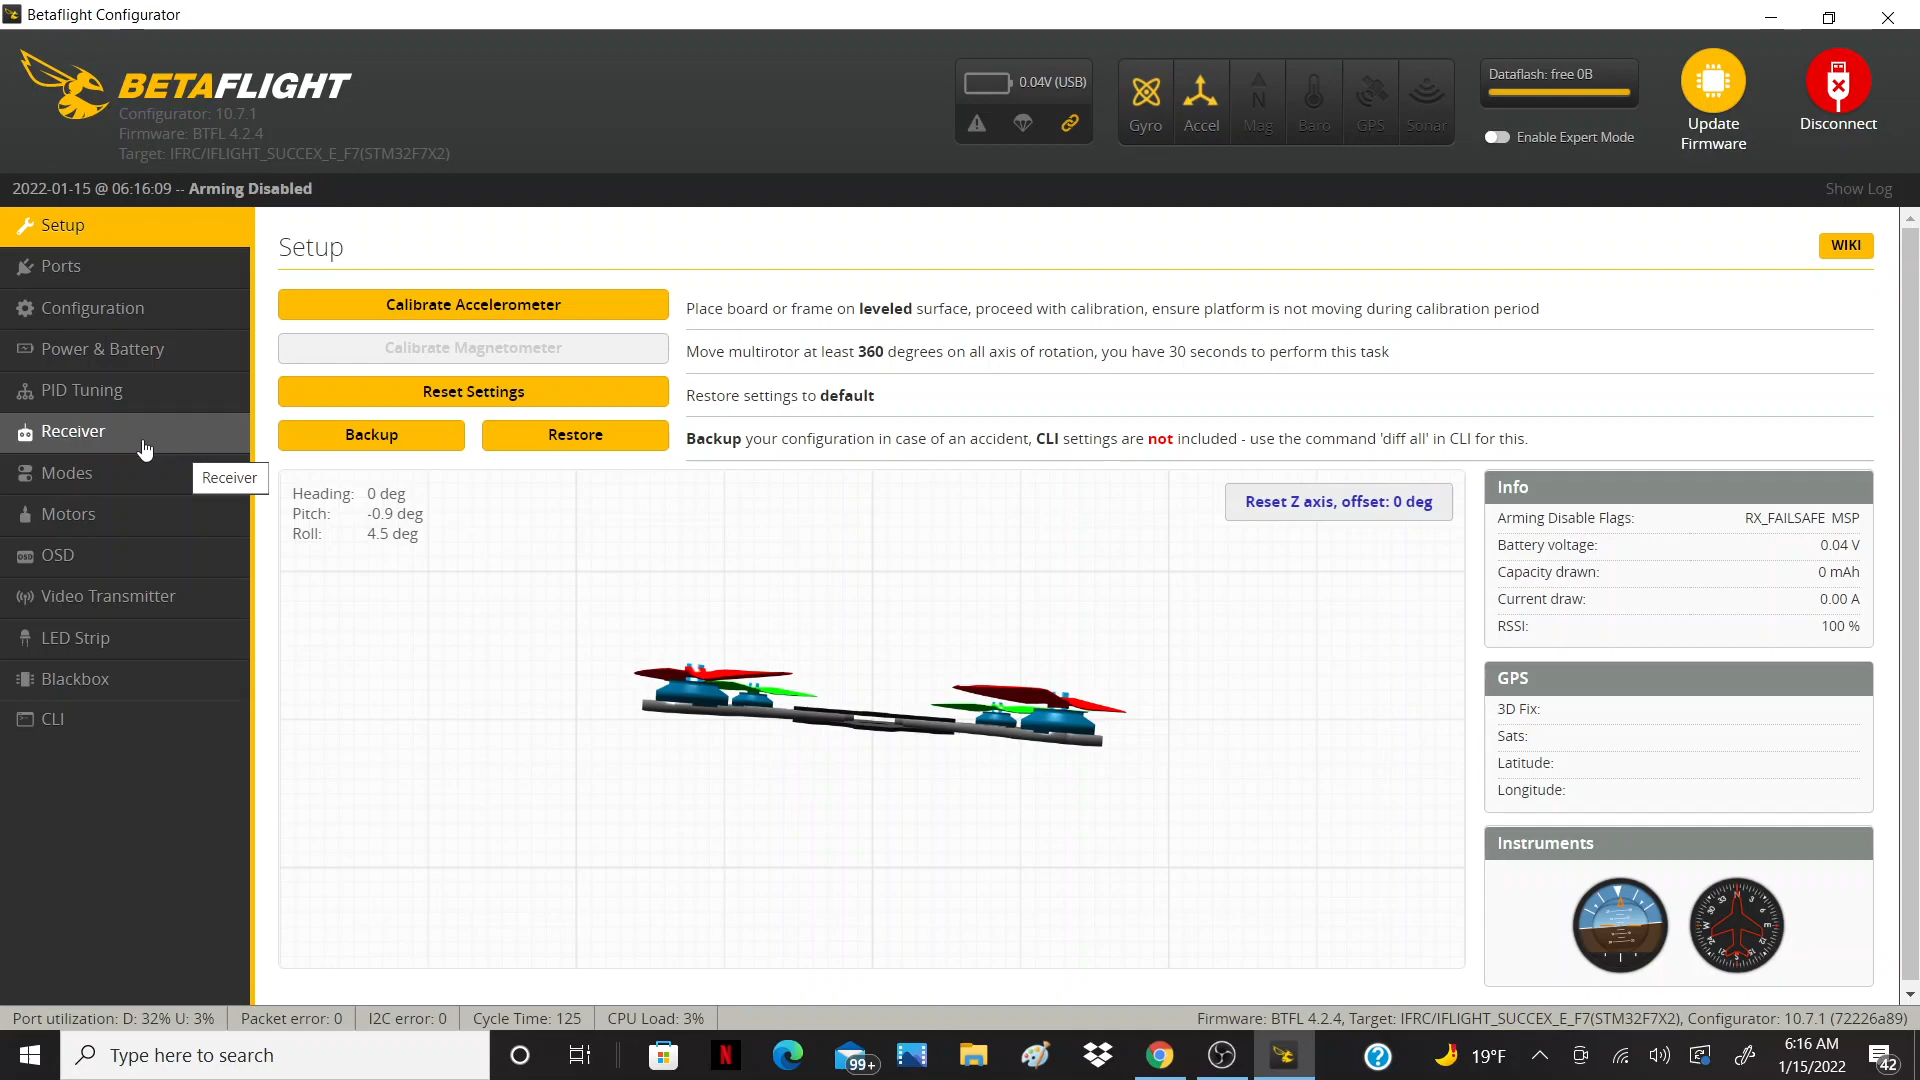 Betaflight Configurator
BETAFLIGHT
Configurator: 10.7.1
Firmware: BTFL 4.2.4
Target: IFRC/IFLIGHT_SUCCEX_E_F7(STM32F7X2)
0.04V (USB)
Gyro
Accel
Mag
Baro
GPS
Sonar
Dataflash: free 0B
Enable Expert Mode
Update
Firmware
Disconnect
2022-01-15 @ 06:16:09 -- Arming Disabled
Show Log
Setup
Ports
Configuration
Power & Battery
PID Tuning
Receiver
Modes
Receiver
Motors
OSD
Video Transmitter
LED Strip
Blackbox
CLI
Setup
WIKI
Calibrate Accelerometer
Place board or frame on leveled surface, proceed with calibration, ensure platform is not moving during calibration period
Calibrate Magnetometer
Move multirotor at least 360 degrees on all axis of rotation, you have 30 seconds to perform this task
Reset Settings
Restore settings to default
Backup
Restore
Backup your configuration in case of an accident, CLI settings are not included - use the command 'diff all' in CLI for this.
Heading: 0 deg
Pitch: -0.9 deg
Roll: 4.5 deg
Reset Z axis, offset: 0 deg
Info
Arming Disable Flags: RX_FAILSAFE MSP
Battery voltage: 0.04 V
Capacity drawn: 0 mAh
Current draw: 0.00 A
RSSI: 100 %
GPS
3D Fix:
Sats:
Latitude:
Longitude:
Instruments
Port utilization: D: 32% U: 3%
Packet error: 0
I2C error: 0
Cycle Time: 125
CPU Load: 3%
Firmware: BTFL 4.2.4, Target: IFRC/IFLIGHT_SUCCEX_E_F7(STM32F7X2), Configurator: 10.7.1 (72226a89)
Type here to search
99+
19°F
6:16 AM
1/15/2022
42